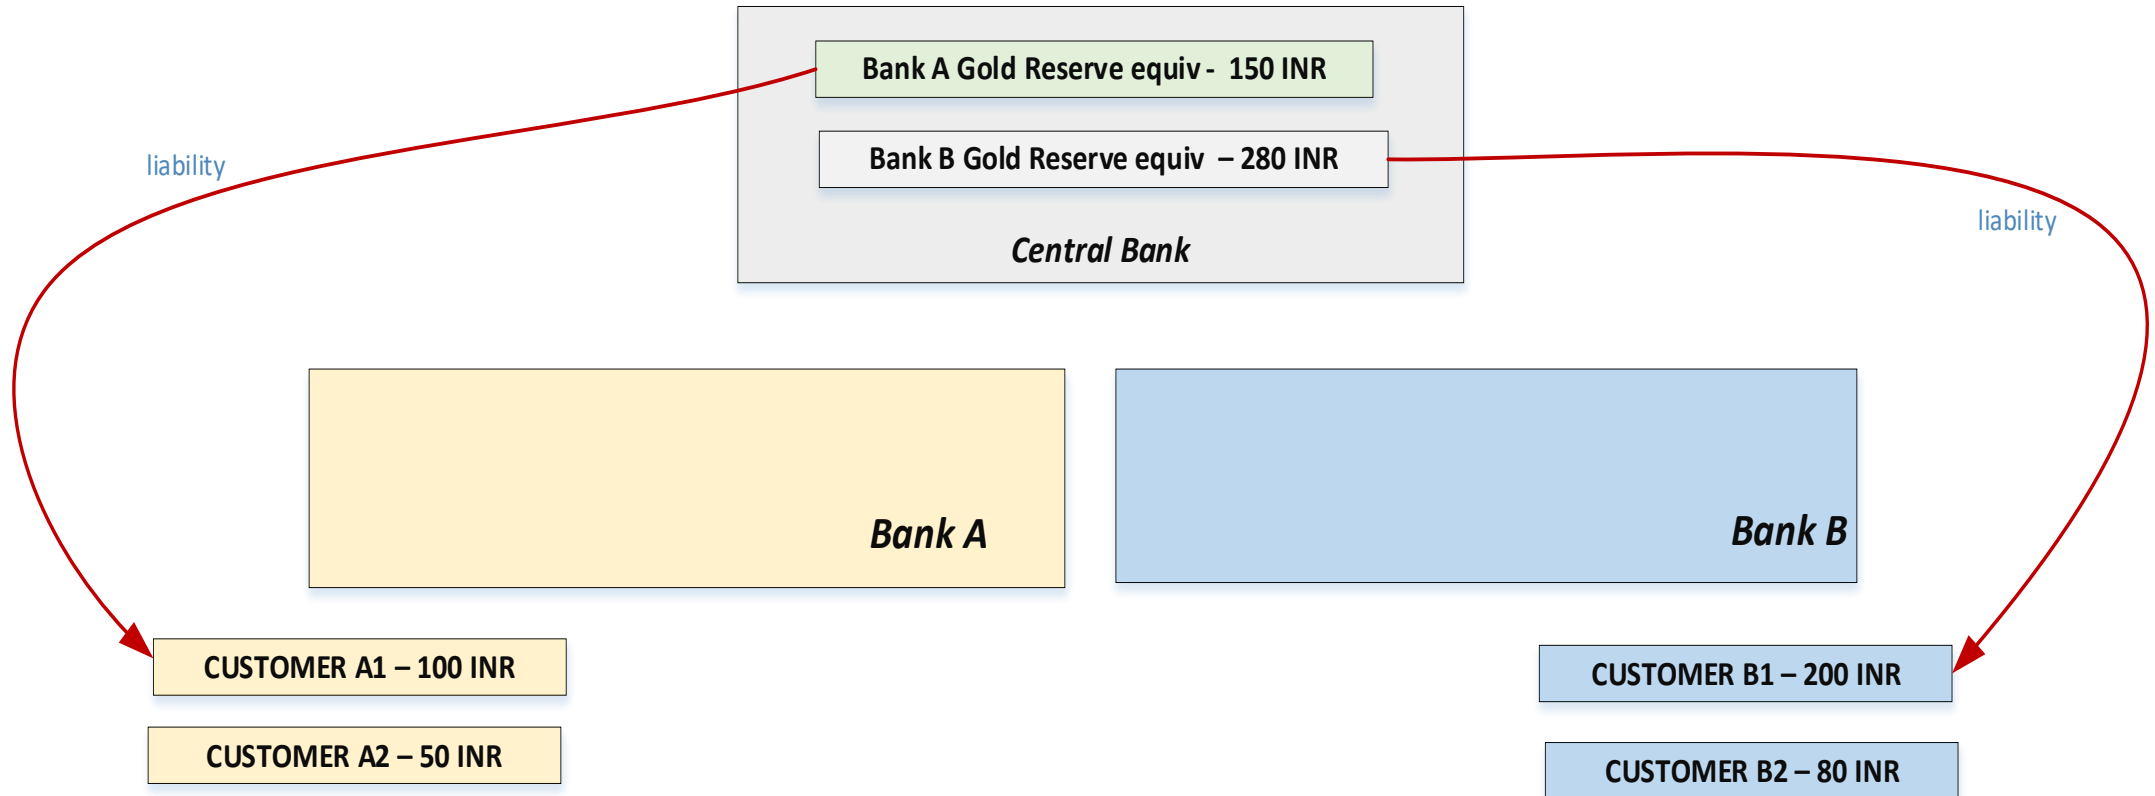 Bank A Gold Reserve equiv - 150 INR
Bank B Gold Reserve equiv – 280 INR
liability
liability
Central Bank
Bank A
Bank B
CUSTOMER A1 – 100 INR
CUSTOMER B1 – 200 INR
CUSTOMER A2 – 50 INR
CUSTOMER B2 – 80 INR